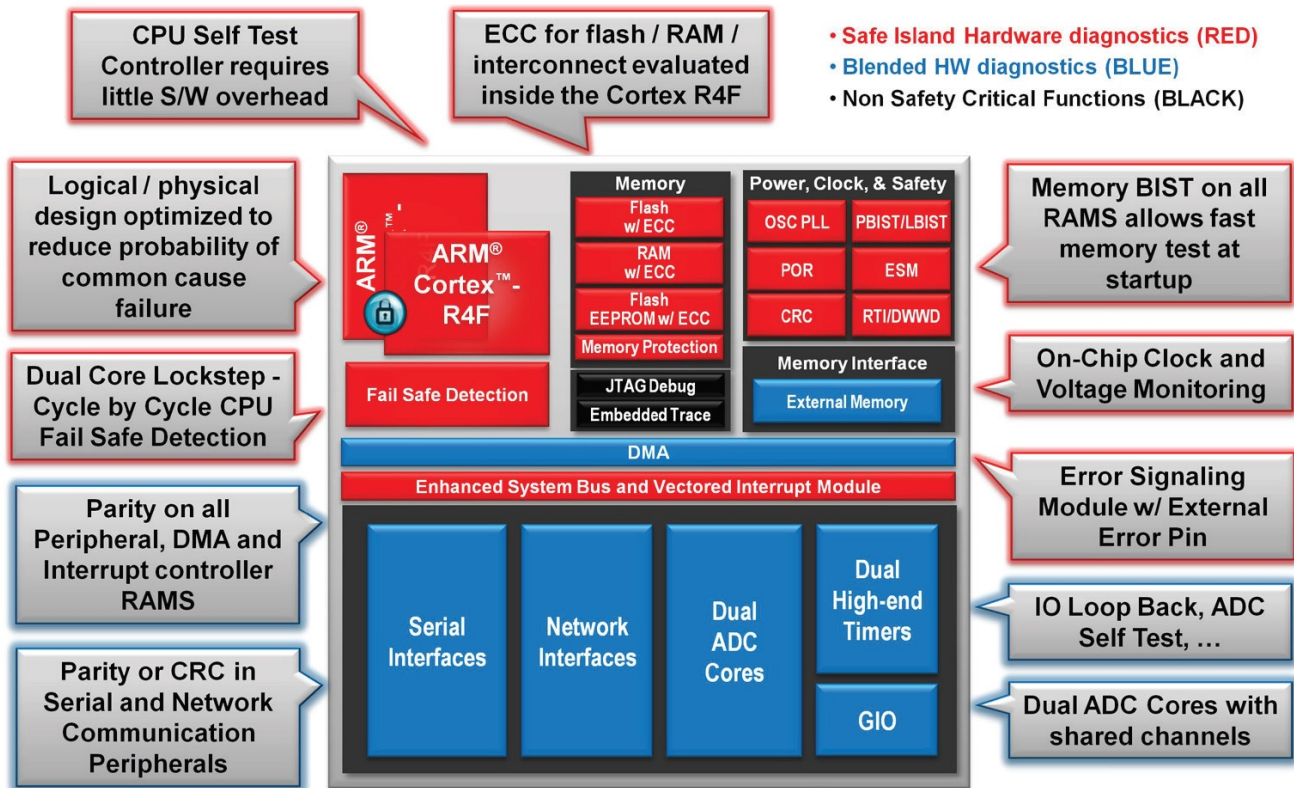 CPU Self Test
Controller requires
little S/W overhead
ECC for flash / RAM /
interconnect evaluated
inside the Cortex R4F
• Safe Island Hardware diagnostics (RED)
• Blended HW diagnostics (BLUE)
• Non Safety Critical Functions (BLACK)
Logical / physical
design optimized to
reduce probability of
common cause
failure
Dual Core Lockstep -
Cycle by Cycle CPU
Fail Safe Detection
Parity on all
Peripheral, DMA and
Interrupt controller
RAMS
Parity or CRC in
Serial and Network
Communication
Peripherals
ARM®
™-
ARM®
Cortex™-
R4F
Fail Safe Detection
Memory
Flash
w/ ECC
RAM
w/ ECC
Flash
EEPROM w/ ECC
Memory Protection
JTAG Debug
Embedded Trace
Power, Clock, & Safety
OSC PLL
PBIST/LBIST
POR
ESM
CRC
RTI/DWWD
Memory Interface
External Memory
DMA
Enhanced System Bus and Vectored Interrupt Module
Serial
Interfaces
Network
Interfaces
Dual
ADC
Cores
Dual
High-end
Timers
GIO
Memory BIST on all
RAMS allows fast
memory test at
startup
On-Chip Clock and
Voltage Monitoring
Error Signaling
Module w/ External
Error Pin
IO Loop Back, ADC
Self Test, …
Dual ADC Cores with
shared channels